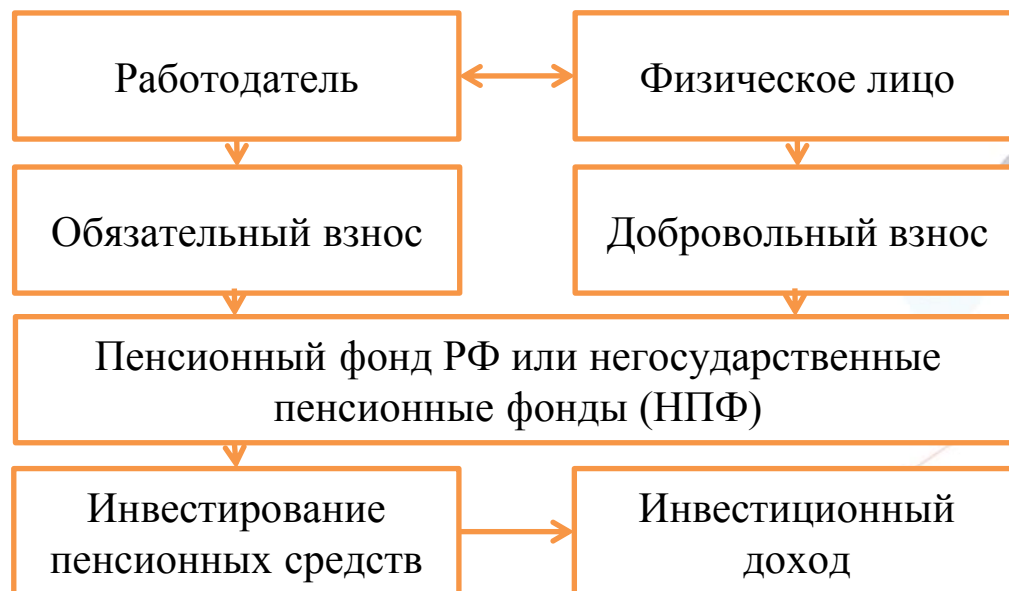 Работодатель
Физическое лицо
Обязательный взнос
Добровольный взнос
Пенсионный фонд РФ или негосударственные
пенсионные фонды (НПФ)
Инвестирование
пенсионных средств
Инвестиционный
доход